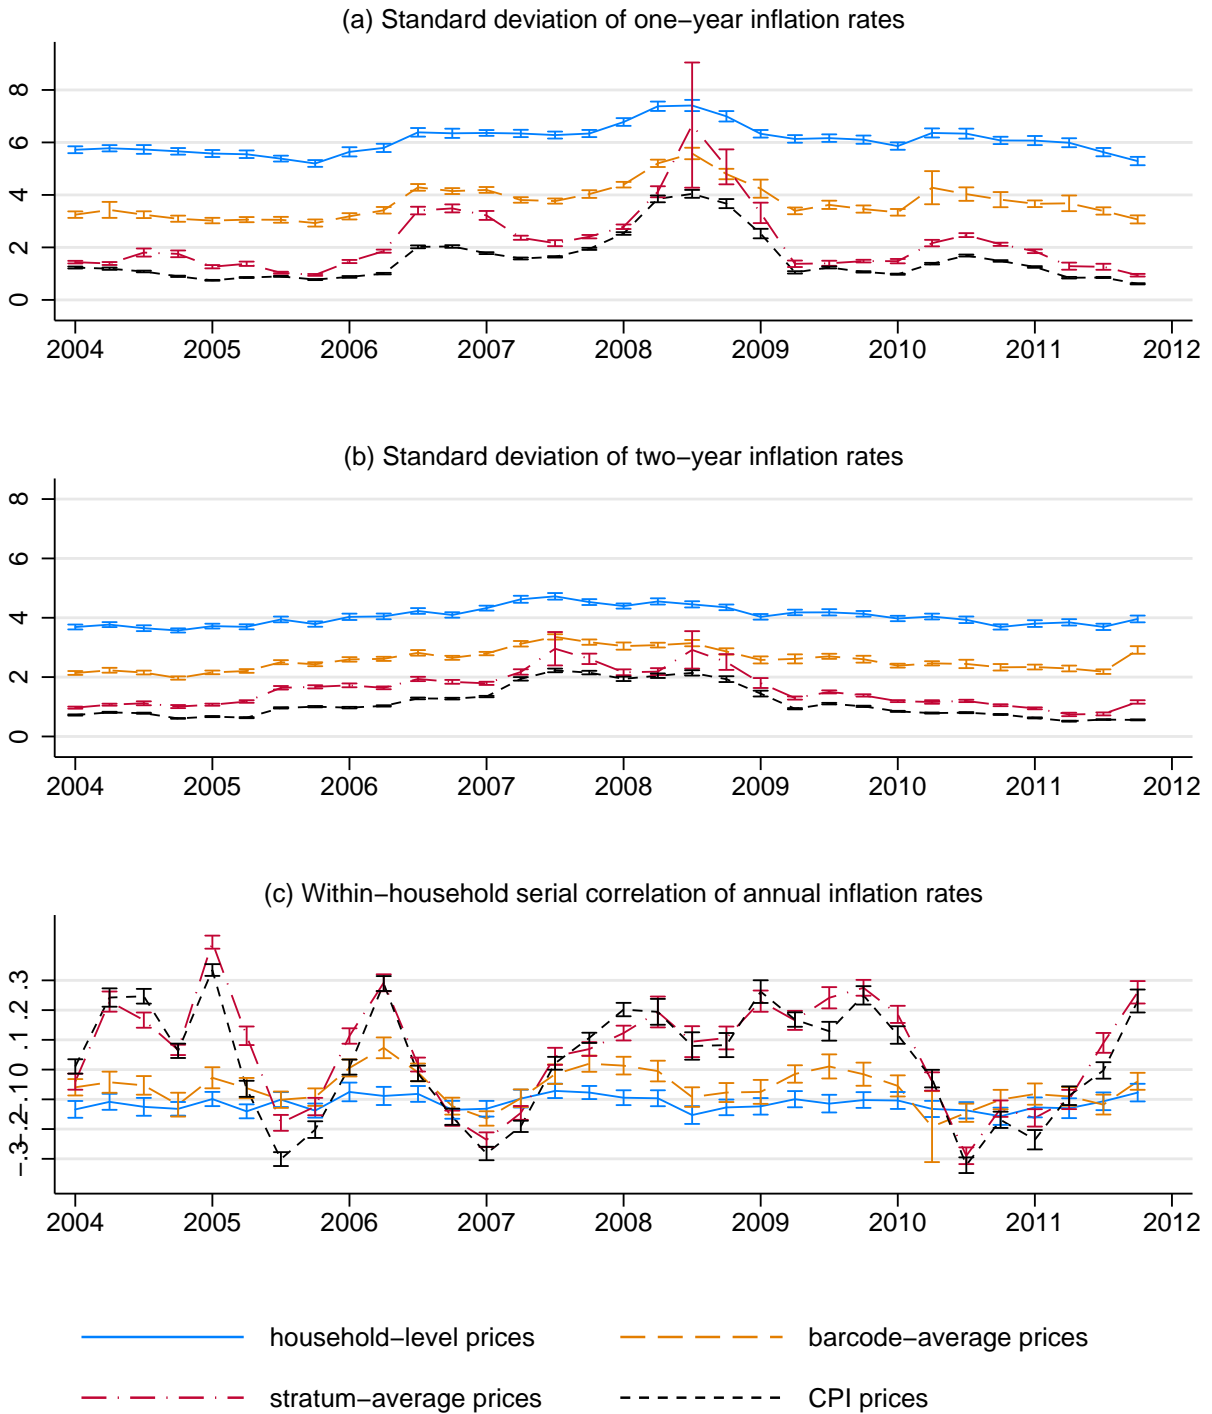 (a) Standard deviation of one−year inflation rates
8
6
4
2
0
2004 2005 2006 2007 2008 2009 2010 2011 2012
(b) Standard deviation of two−year inflation rates
8
6
4
2
0
2004 2005 2006 2007 2008 2009 2010 2011 2012
(c) Within−household serial correlation of annual inflation rates
.3
.2
.1
0
−.1
−.2
−.3
2004 2005 2006 2007 2008 2009 2010 2011 2012
household−level prices barcode−average prices
stratum−average prices CPI prices